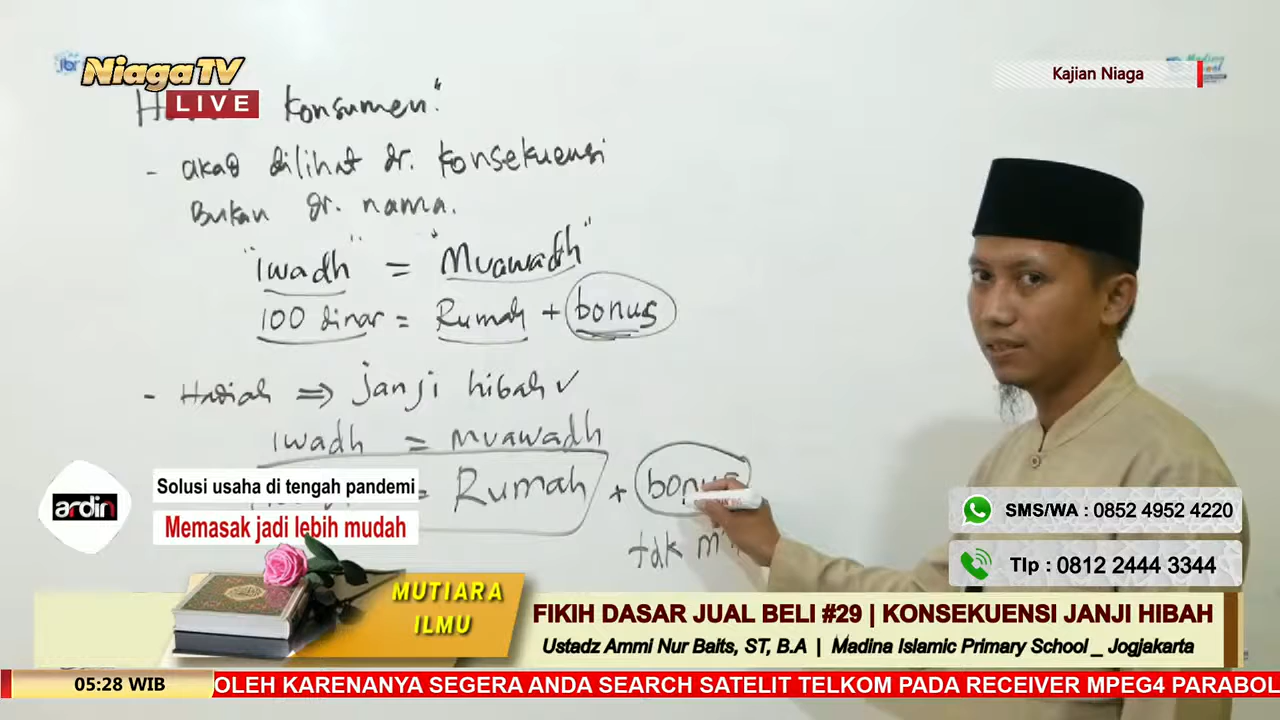 NiagaTV
LIVE
Kajian Niaga
Konsumen"
- akad dilihat dr. konsekuensi
Bukan dr. nama.
"iwadh" = "Muawadh"
100 dinar = Rumah + bonus
- Hadiah ⇒ janji hibah ✓
iwadh = muawadh
= Rumah + bonus
tdk
ardin
Solusi usaha di tengah pandemi
Memasak jadi lebih mudah
SMS/WA : 0852 4952 4220
Tlp : 0812 2444 3344
MUTIARA
ILMU
FIKIH DASAR JUAL BELI #29 | KONSEKUENSI JANJI HIBAH
Ustadz Ammi Nur Baits, ST, B.A | Madina Islamic Primary School _ Jogjakarta
05:28 WIB
OLEH KARENANYA SEGERA ANDA SEARCH SATELIT TELKOM PADA RECEIVER MPEG4 PARABOL